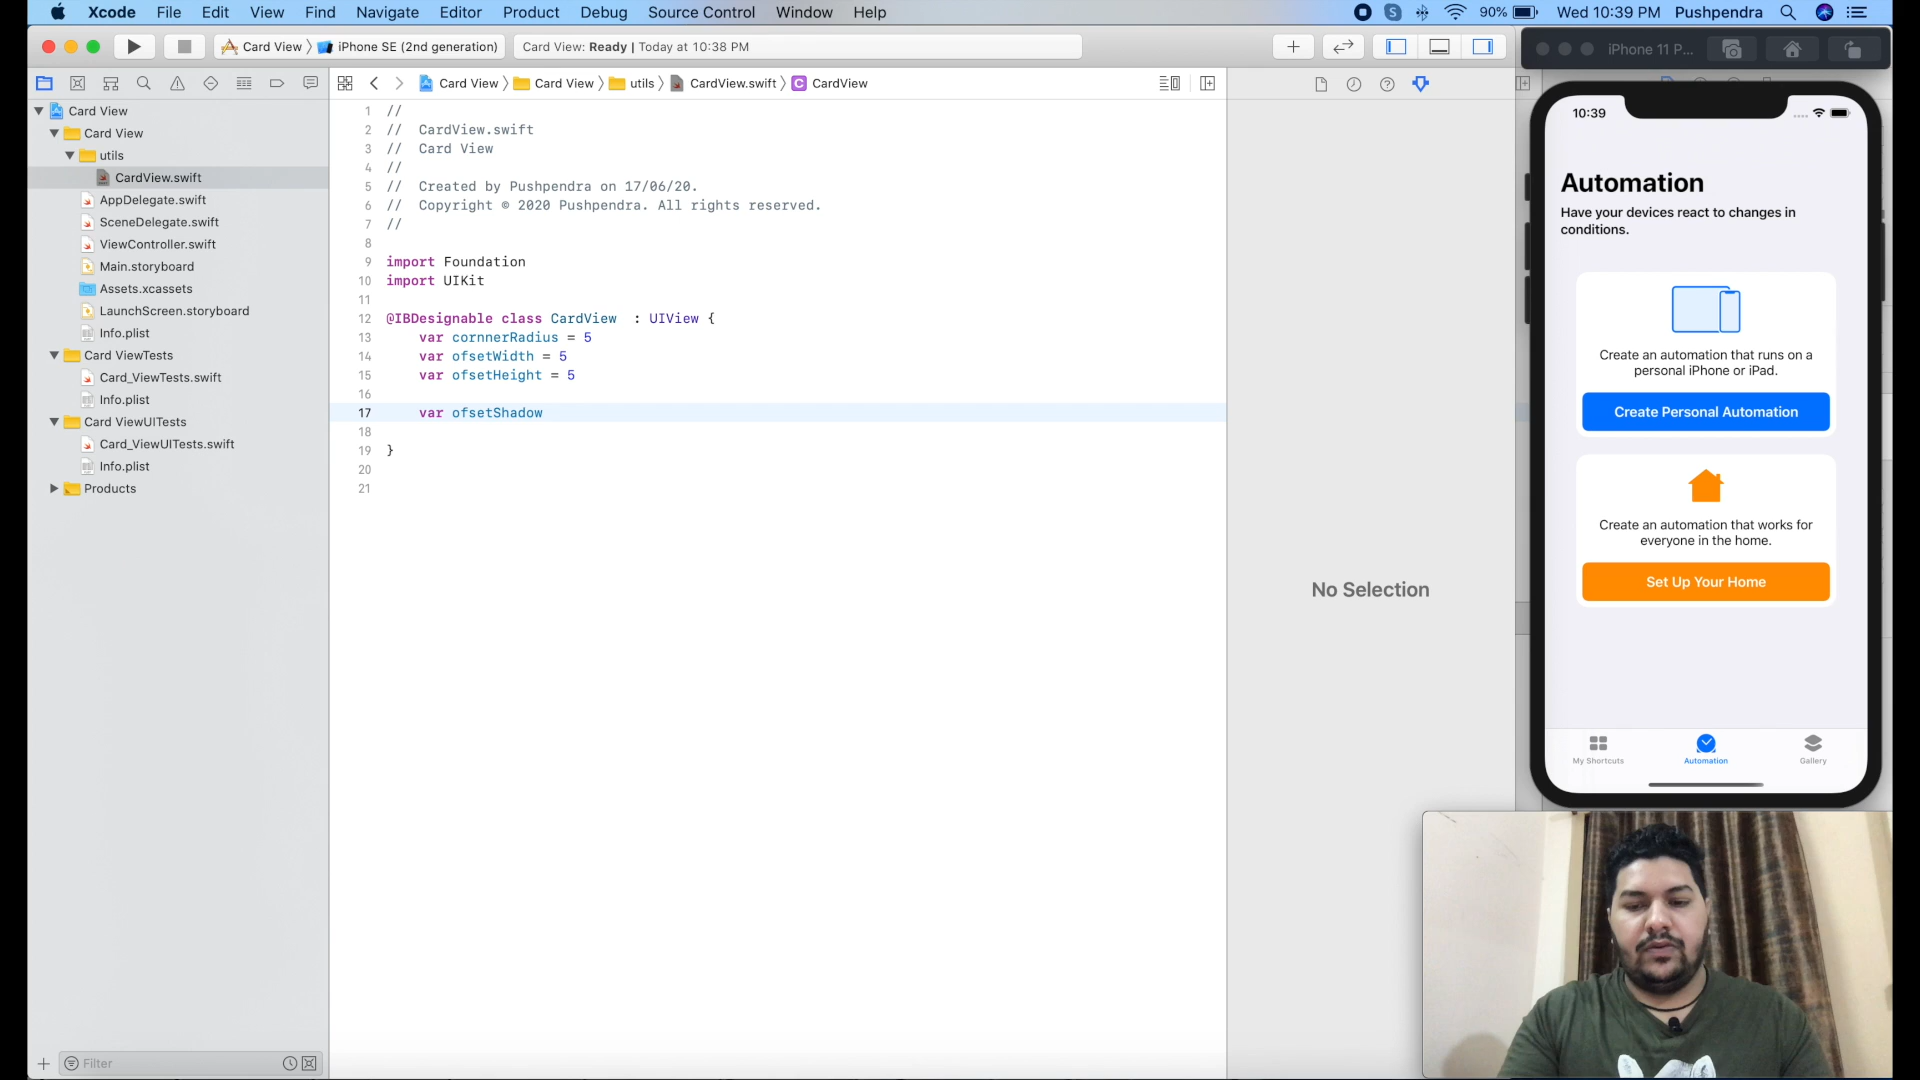 Xcode File Edit View Find Navigate Editor Product Debug Source Control Window Help
90% Wed 10:39 PM Pushpendra
Card View iPhone SE (2nd generation)
Card View: Ready | Today at 10:38 PM
iPhone 11 P...
Card View Card View utils CardView.swift C CardView
Card View
Card View
utils
CardView.swift
AppDelegate.swift
SceneDelegate.swift
ViewController.swift
Main.storyboard
Assets.xcassets
LaunchScreen.storyboard
Info.plist
Card ViewTests
Card_ViewTests.swift
Info.plist
Card ViewUITests
Card_ViewUITests.swift
Info.plist
Products
Filter
1 //
2 // CardView.swift
3 // Card View
4 //
5 // Created by Pushpendra on 17/06/20.
6 // Copyright © 2020 Pushpendra. All rights reserved.
7 //
8
9 import Foundation
10 import UIKit
11
12 @IBDesignable class CardView : UIView {
13 var cornnerRadius = 5
14 var ofsetWidth = 5
15 var ofsetHeight = 5
16
17 var ofsetShadow
18
19 }
20
21
No Selection
10:39
Automation
Have your devices react to changes in
conditions.
Create an automation that runs on a
personal iPhone or iPad.
Create Personal Automation
Create an automation that works for
everyone in the home.
Set Up Your Home
My Shortcuts
Automation
Gallery